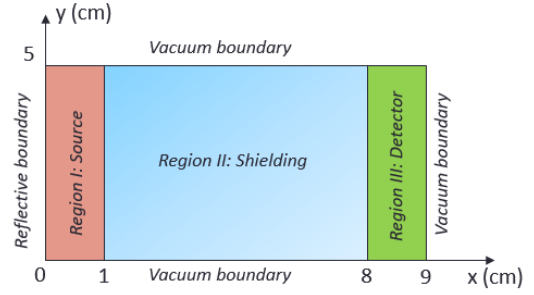 y (cm)
5
Vacuum boundary
Reflective boundary
Region I: Source
Region II: Shielding
Region III: Detector
Vacuum boundary
0
1
Vacuum boundary
8
9
x (cm)